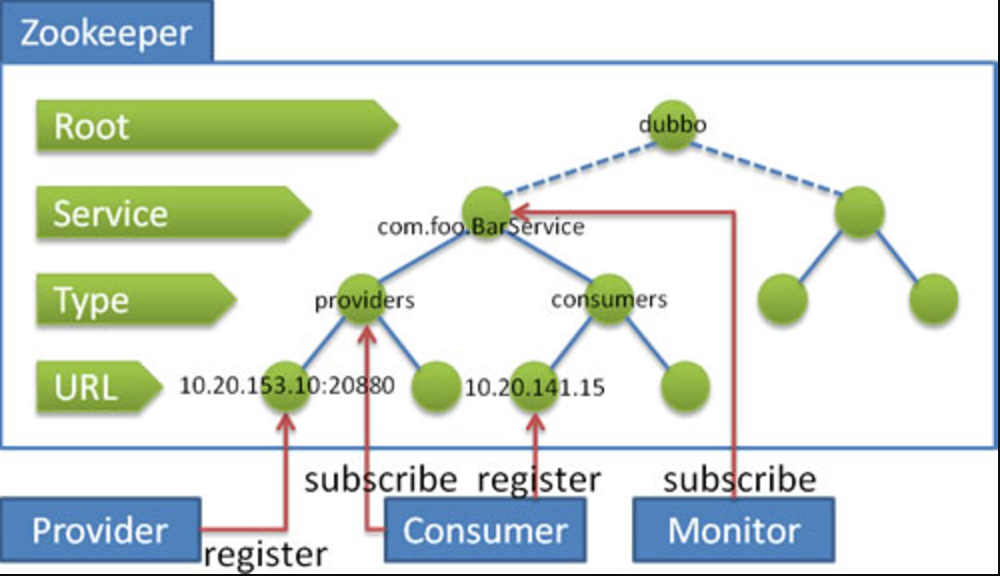 Zookeeper
Root
dubbo
Service
com.foo.BarService
Type
providers
consumers
URL
10.20.153.10:20880
10.20.141.15
subscribe
register
subscribe
Provider
Consumer
Monitor
register